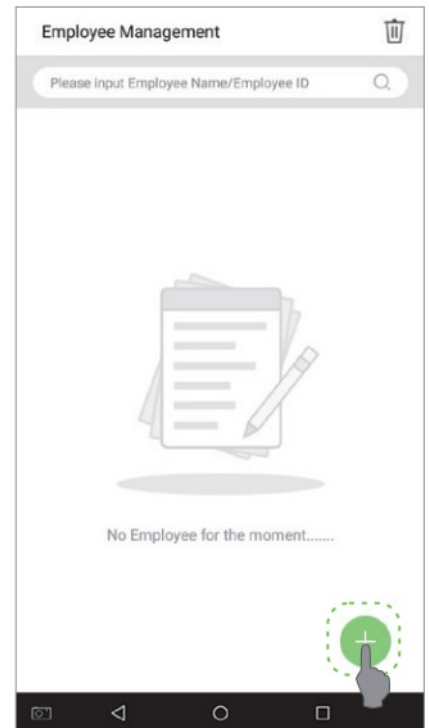 Employee Management
Please input Employee Name/Employee ID
No Employee for the moment.......